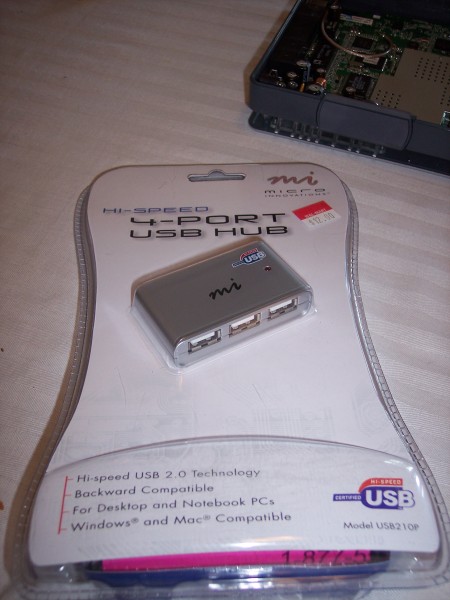 mi
MICRO
INNOVATIONS
HI-SPEED
4-PORT
USB HUB
USB
mi
Hi-speed USB 2.0 Technology
Backward Compatible
For Desktop and Notebook PCs
Windows® and Mac® Compatible
HI-SPEED
CERTIFIED USB
Model USB210P